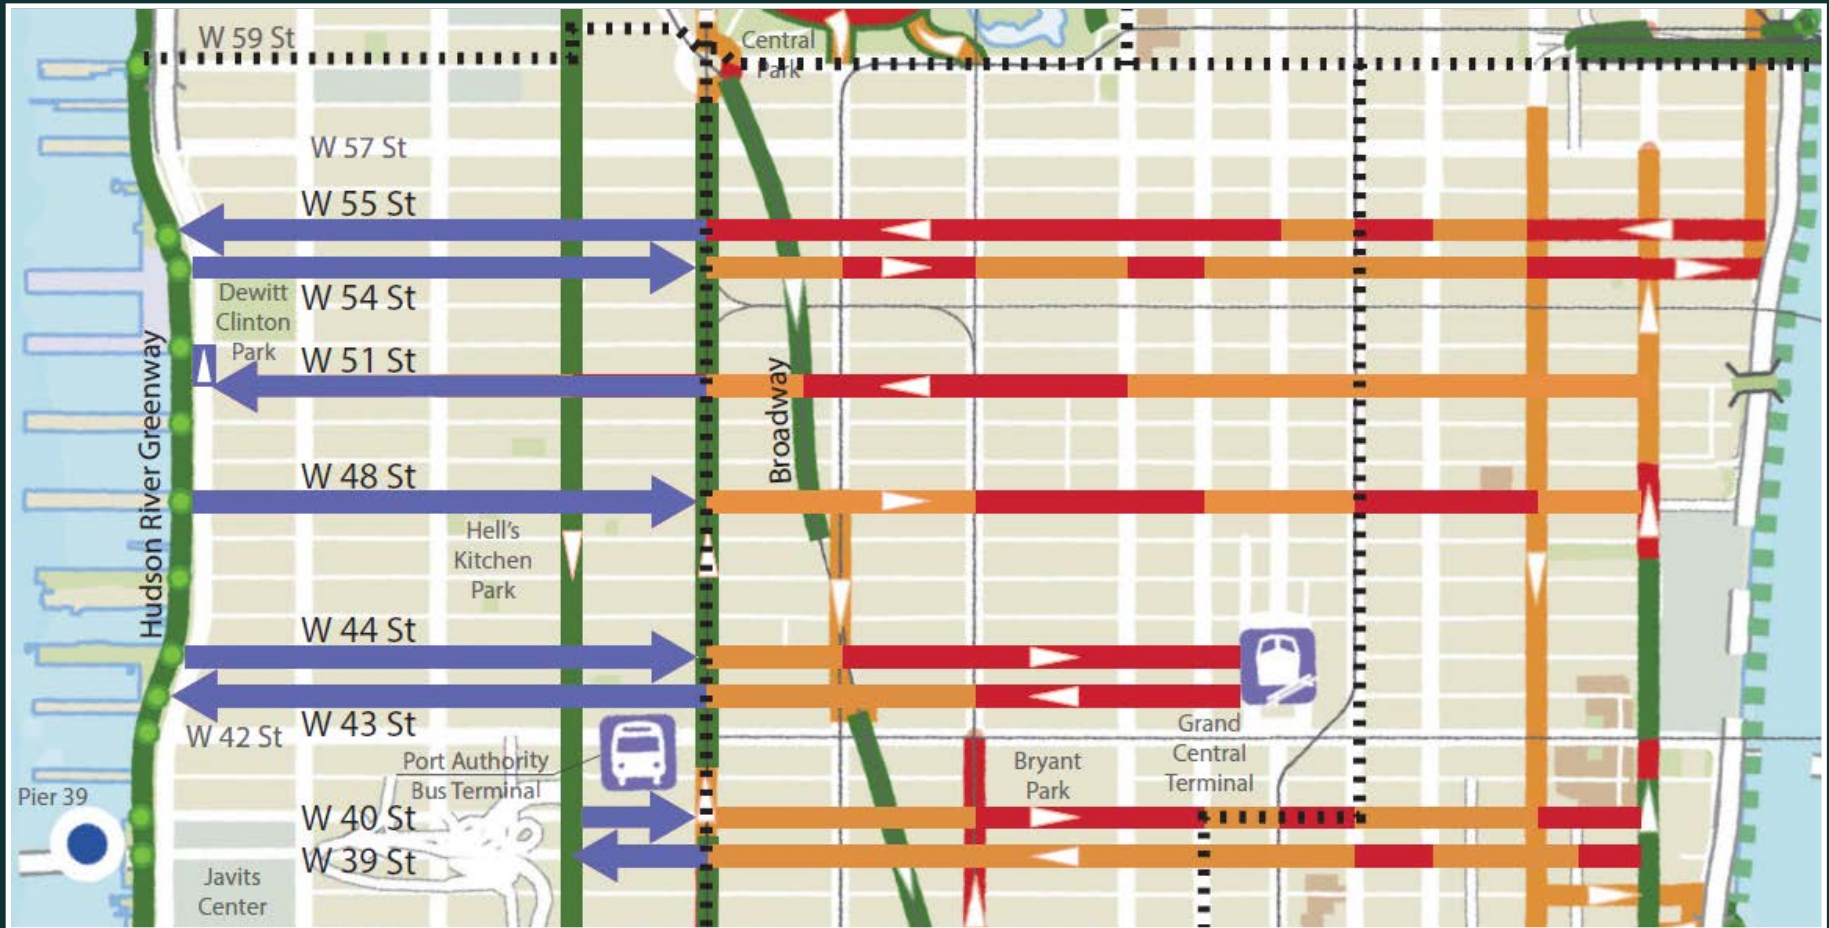 W 59 St
Central
Park
W 57 St
W 55 St
W 54 St
Dewitt
Clinton
Park
W 51 St
Hudson River Greenway
Broadway
W 48 St
Hell's
Kitchen
Park
W 44 St
W 43 St
W 42 St
Grand
Central
Terminal
Port Authority
Bus Terminal
Bryant
Park
Pier 39
W 40 St
W 39 St
Javits
Center